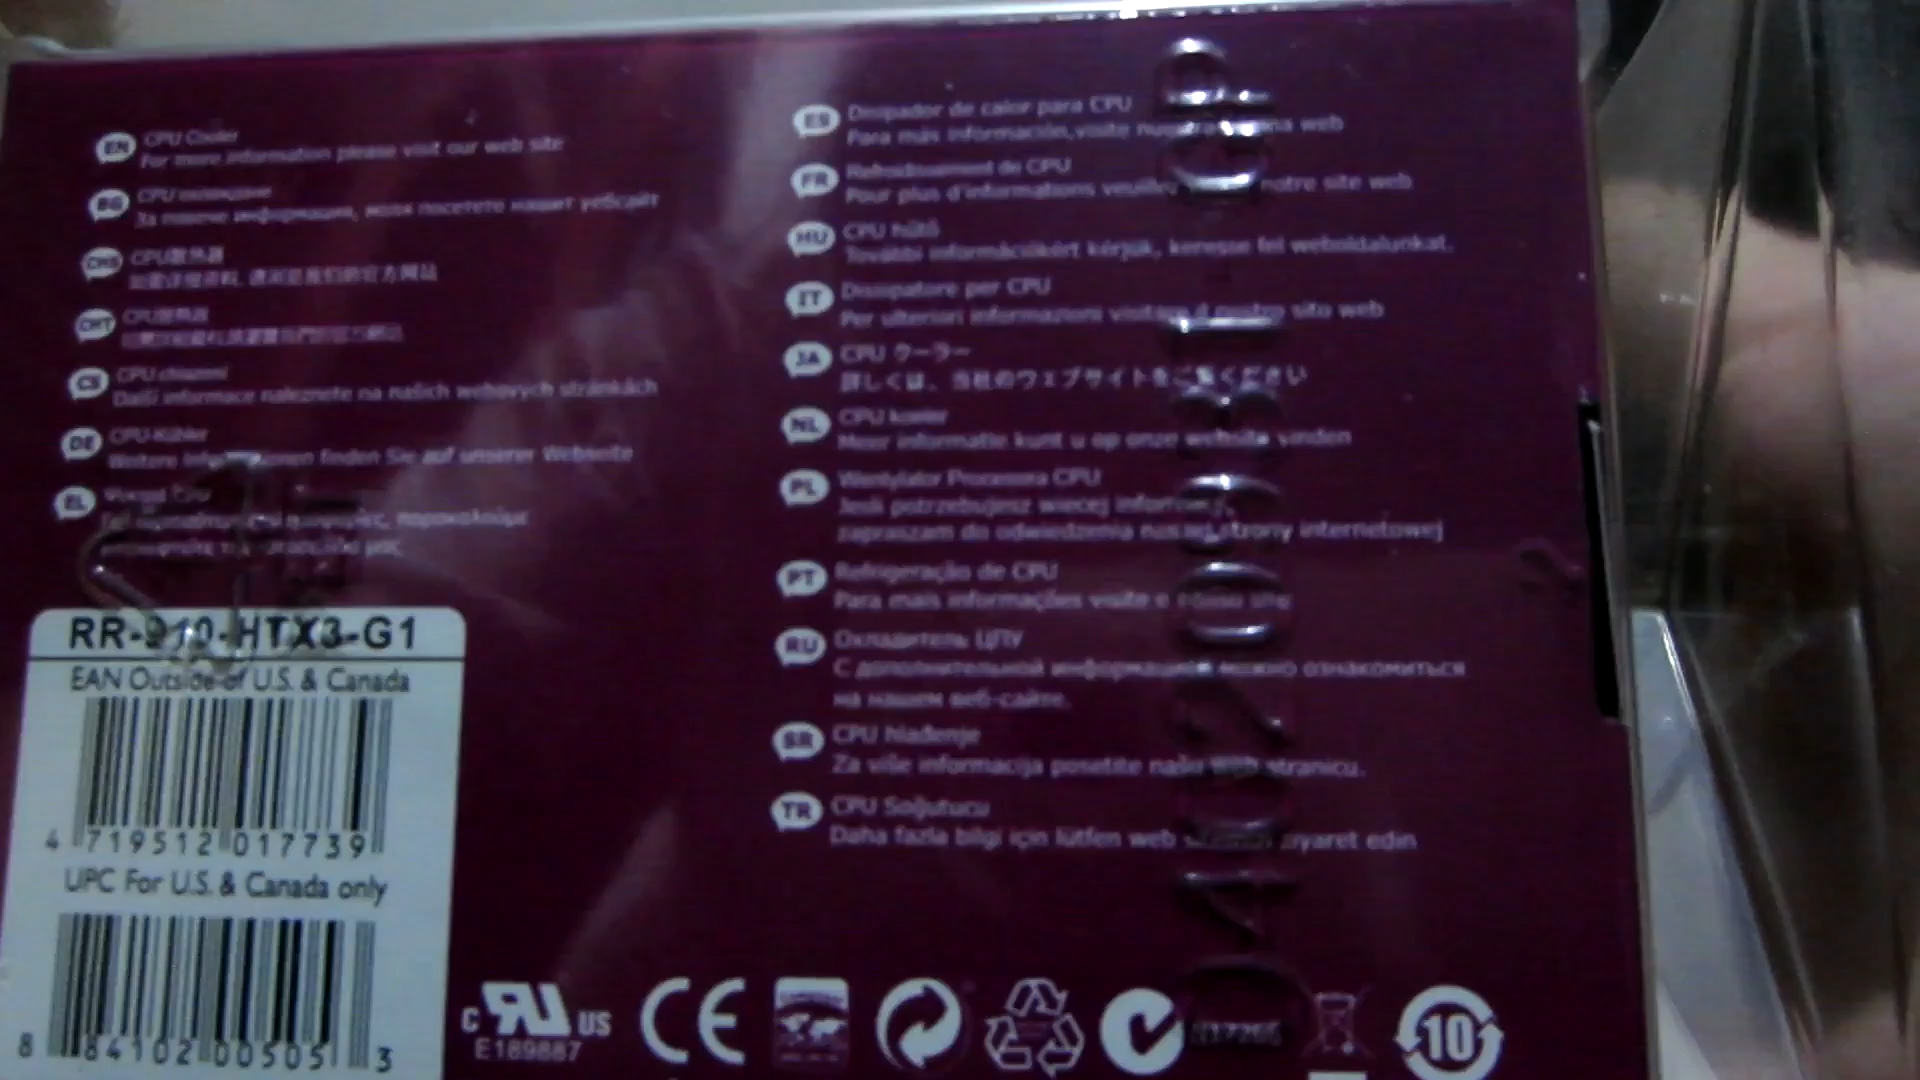 EN CPU Cooler
For more information please visit our web site
BG CPU охлаждане
За повече информация, моля посетете нашият уебсайт
CHS CPU散热器
CHT CPU散熱器
CS CPU chlazení
Další informace naleznete na našich webových stránkách
DE CPU-Kühler
Weitere Informationen finden Sie auf unserer Webseite
EL
ES Disipador de calor para CPU
Para más información, visite nuestra página web
FR Refroidissement de CPU
Pour plus d'informations veuillez notre site web
HU CPU hűtő
További információkért kérjük, keresse fel weboldalunkat.
IT Dissipatore per CPU
Per ulteriori informazioni visitare il nostro sito web
JA CPU クーラー
詳しくは、当社のウェブサイトをご覧ください
NL CPU koeler
Meer informatie kunt u op onze website vinden
PL Wentylator Procesora CPU
Jeśli potrzebujesz więcej informacji,
zapraszam do odwiedzenia naszej strony internetowej
PT Refrigeração de CPU
Para mais informações visite o nosso site
RU Охладитель ЦПУ
С дополнительной информацией можно ознакомиться
на нашем веб-сайте.
SR CPU hlađenje
Za više informacija posetite našu web stranicu.
TR CPU Soğutucu
Daha fazla bilgi için lütfen web ziyaret edin
RR-910-HTX3-G1
EAN Outside of U.S. & Canada
4 719512 017739
UPC For U.S. & Canada only
8 84102 00505 3
C US
E189887
CE
10